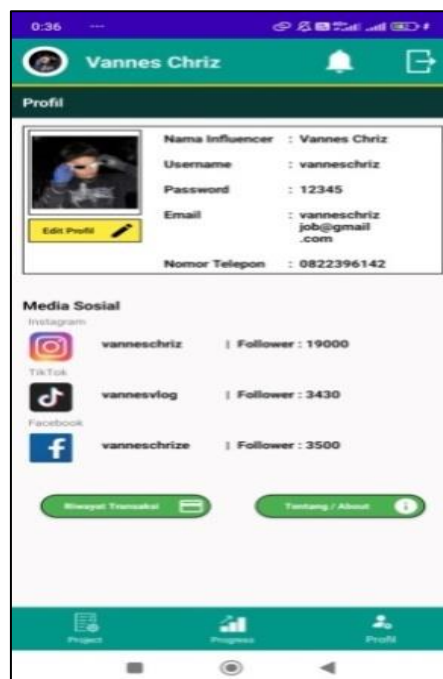 0:36
Vannes Chriz
Profil
Nama Influencer : Vannes Chriz
Username : vanneschriz
Password : 12345
Email : vanneschriz
job@gmail
.com
Nomor Telepon : 0822396142
Edit Profil
Media Sosial
Instagram
vanneschriz | Follower : 19000
TikTok
vannesvlog | Follower : 3430
Facebook
vanneschrize | Follower : 3500
Riwayat Transaksi
Tentang / About
Project
Progress
Profil